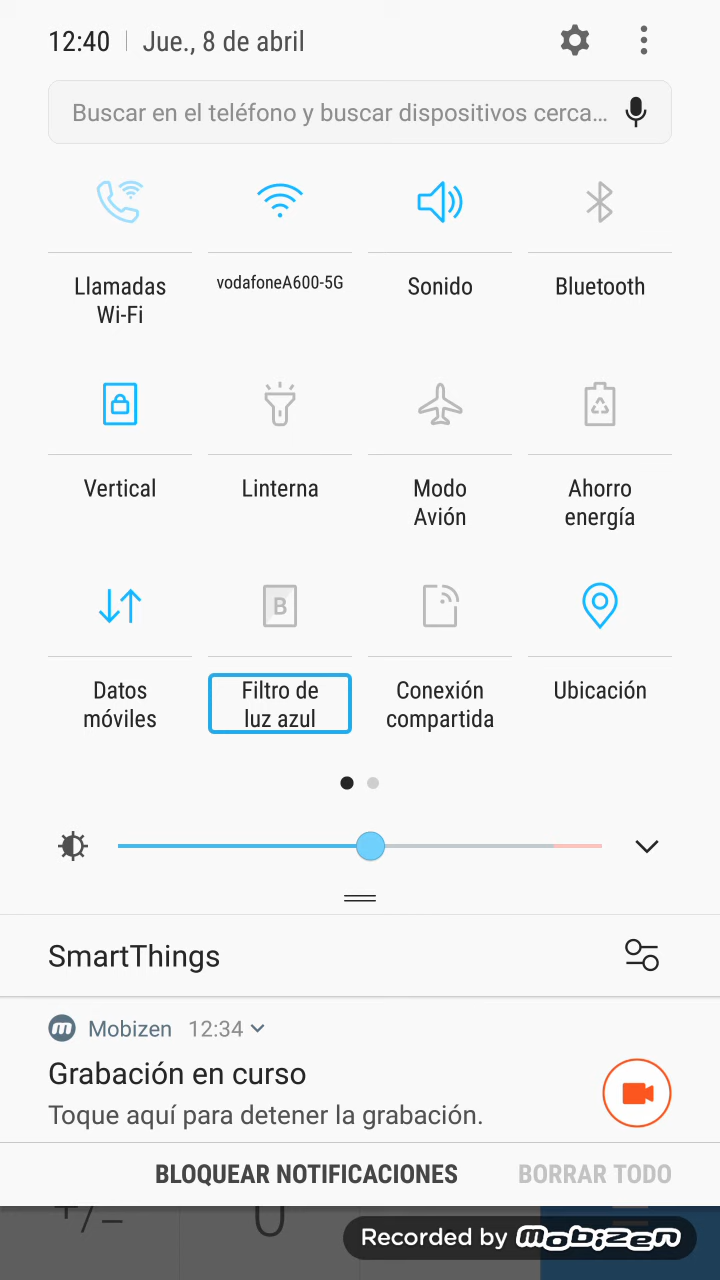 12:40 Jue., 8 de abril
Buscar en el teléfono y buscar dispositivos cerca...
Llamadas
Wi-Fi
vodafoneA600-5G
Sonido
Bluetooth
Vertical
Linterna
Modo
Avión
Ahorro
energía
B
Datos
móviles
Filtro de
luz azul
Conexión
compartida
Ubicación
SmartThings
m Mobizen 12:34
Grabación en curso
Toque aquí para detener la grabación.
BLOQUEAR NOTIFICACIONES BORRAR TODO
+/− 0
Recorded by mobizen